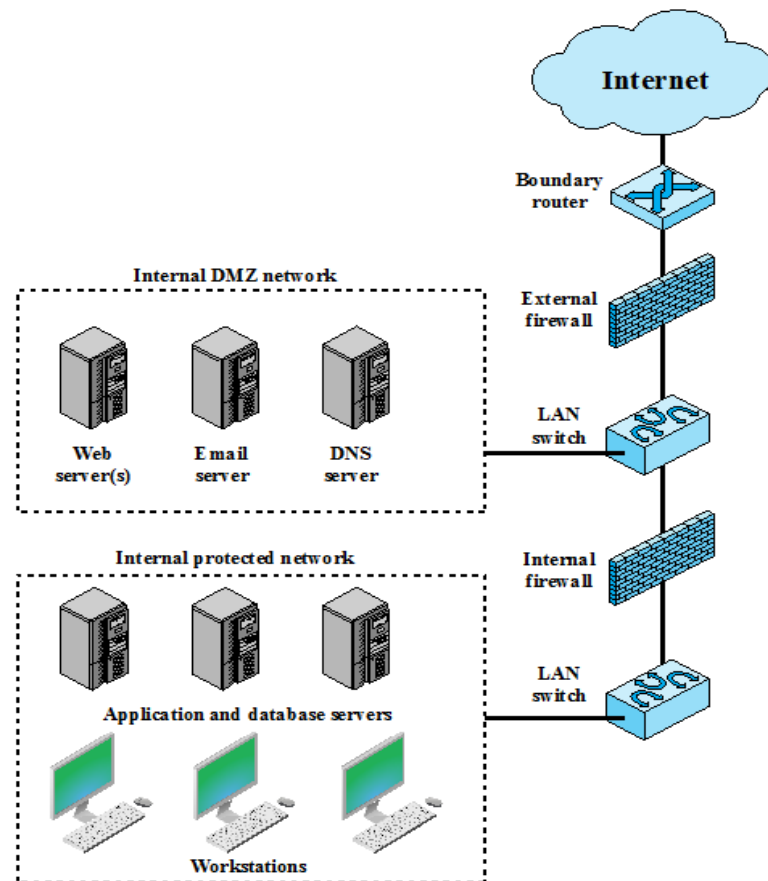 Internet
Boundary
router
Internal DMZ network
External
firewall
Web
server(s)
Email
server
DNS
server
LAN
switch
Internal protected network
Internal
firewall
Application and database servers
LAN
switch
Workstations